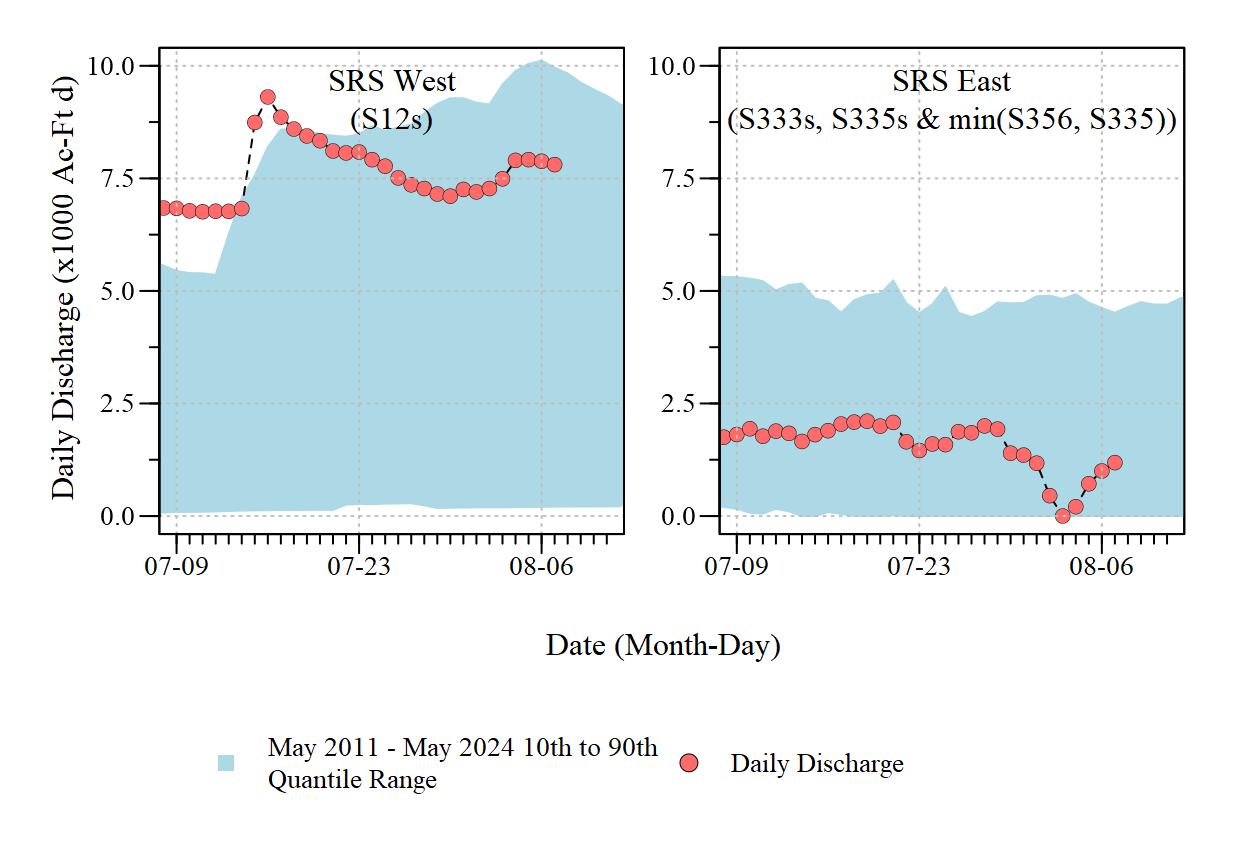 SRS West
(S12s)
10.0
7.5
5.0
2.5
0.0
07-09
07-23
08-06
Daily Discharge (x1000 Ac-Ft d)
SRS East
(S333s, S335s & min(S356, S335))
10.0
7.5
5.0
2.5
0.0
07-09
07-23
08-06
Date (Month-Day)
May 2011 - May 2024 10th to 90th
Quantile Range
Daily Discharge